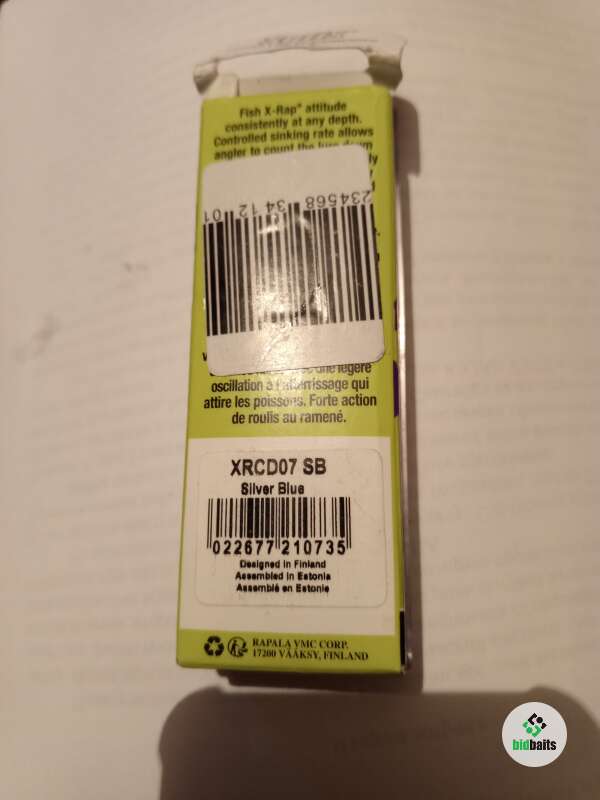 Fish X-Rap® attitude
consistently at any depth.
Controlled sinking rate allows
angler to count the lure down
234568 34 12 01
légère
oscillation à l'atterrissage qui
attire les poissons. Forte action
de roulis au ramené.
XRCD07 SB
Silver Blue
022677 210735
Designed in Finland
Assembled in Estonia
Assemblé en Estonie
RAPALA VMC CORP.
17200 VÄÄKSY, FINLAND
bidbaits